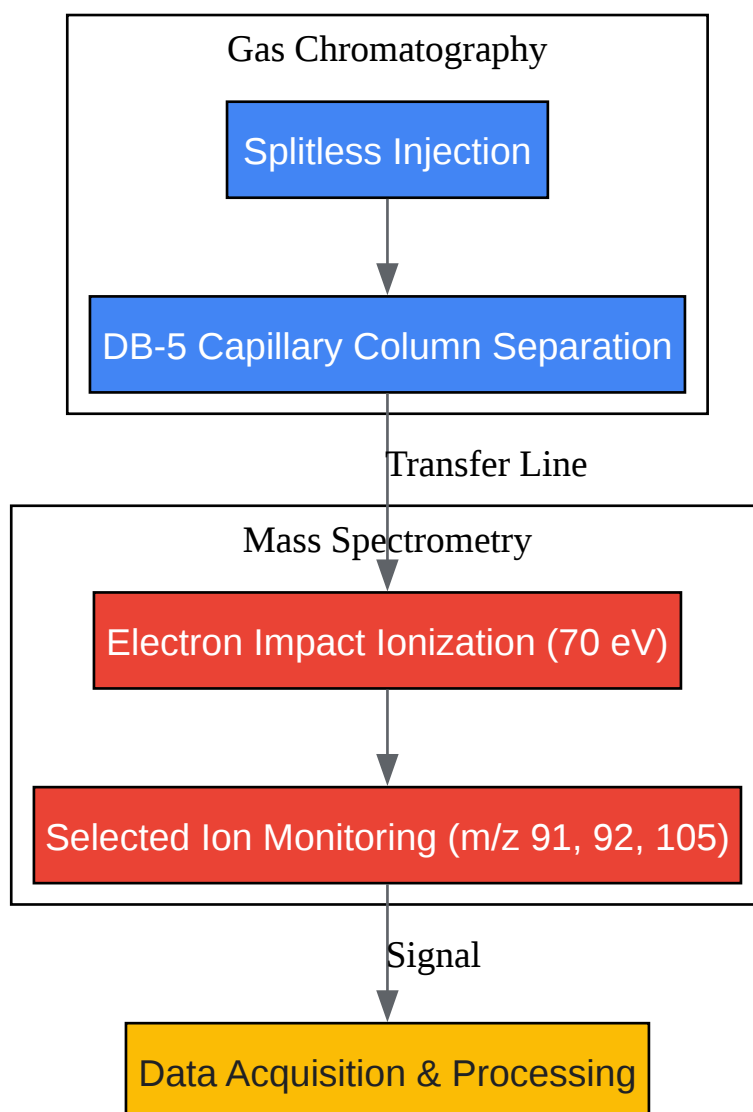 Gas Chromatography
Splitless Injection
DB-5 Capillary Column Separation
Transfer Line
Mass Spectrometry
Electron Impact Ionization (70 eV)
Selected Ion Monitoring (m/z 91, 92, 105)
Signal
Data Acquisition & Processing